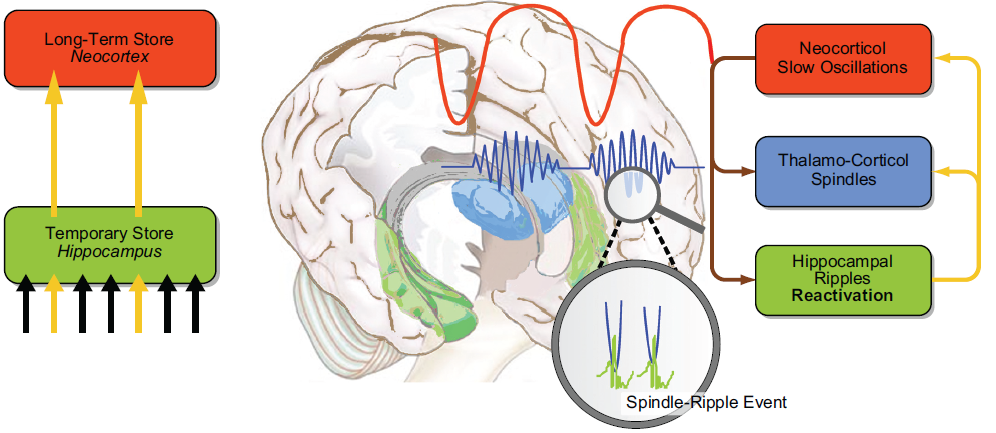 Long-Term Store
Neocortex
Temporary Store
Hippocampus
Neocorticol
Slow Oscillations
Thalamo-Corticol
Spindles
Hippocampal
Ripples
Reactivation
Spindle-Ripple Event